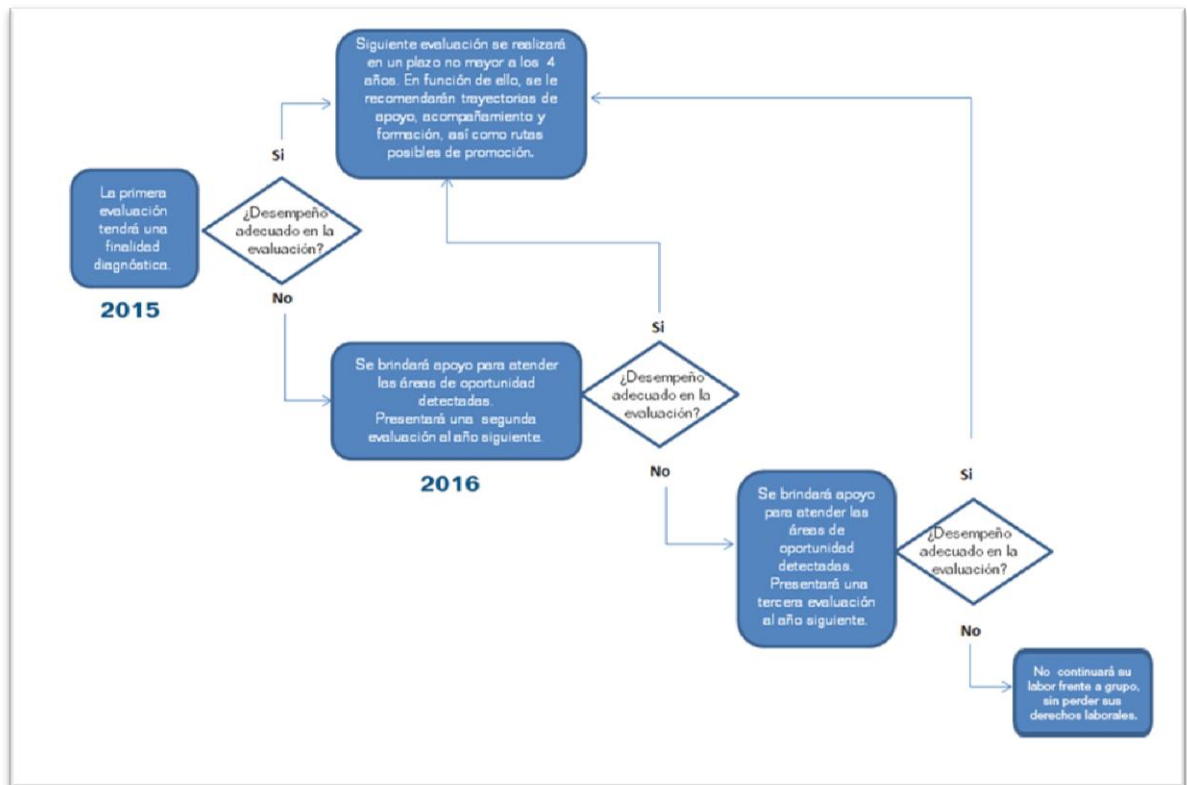 Siguiente evaluación se realizará
en un plazo no mayor a los 4
años. En función de ello, se le
recomendarán trayectorias de
apoyo, acompañamiento y
formación, así como rutas
posibles de promoción.
Si
La primera
evaluación
tendrá una
finalidad
diagnóstica.
¿Desempeño
adecuado en la
evaluación?
2015
No
Si
Se brindará apoyo para atender
las áreas de oportunidad
detectadas.
Presentará una segunda
evaluación al año siguiente.
¿Desempeño
adecuado en la
evaluación?
2016
No
Si
Se brindará apoyo
para atender las
áreas de
oportunidad
detectadas.
Presentará una
tercera evaluación
al año siguiente.
¿Desempeño
adecuado en la
evaluación?
No
No continuará su
labor frente a grupo,
sin perder sus
derechos laborales.